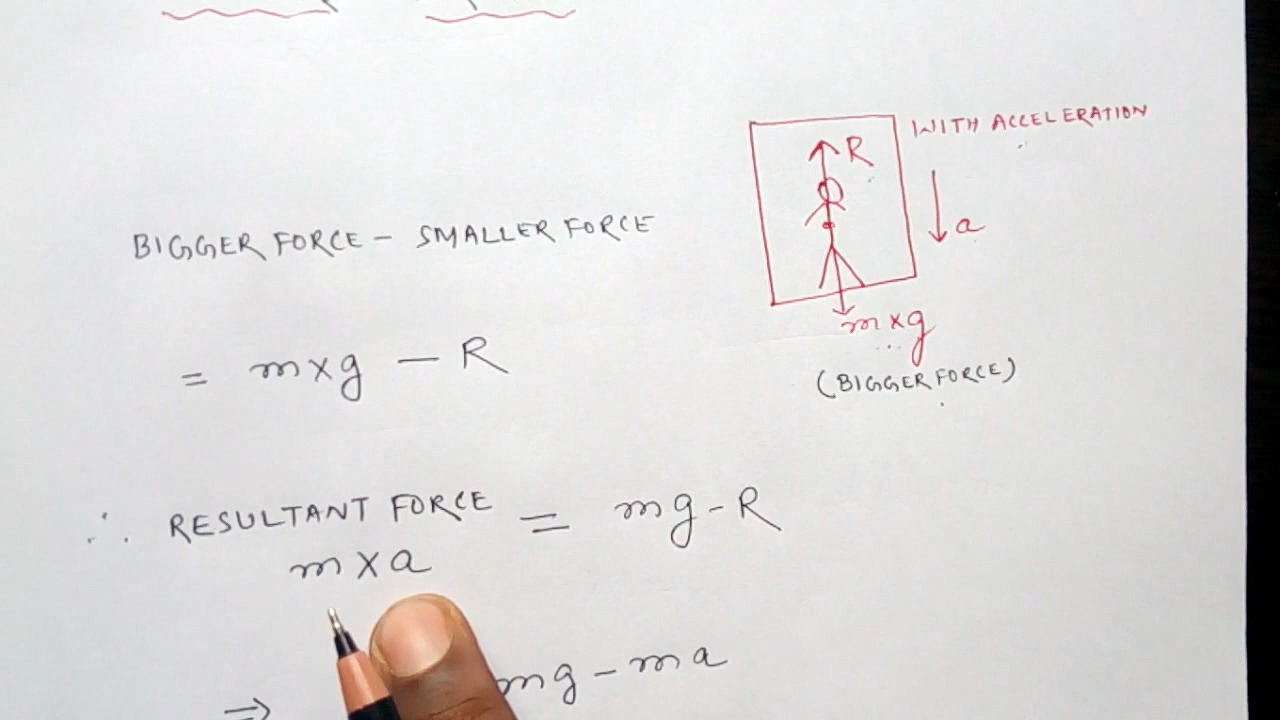 WITH ACCELERATION
R
a
BIGGER FORCE - SMALLER FORCE
m x g
(BIGGER FORCE)
= m x g - R
∴ RESULTANT FORCE = mg - R
m x a
⇒ mg - ma